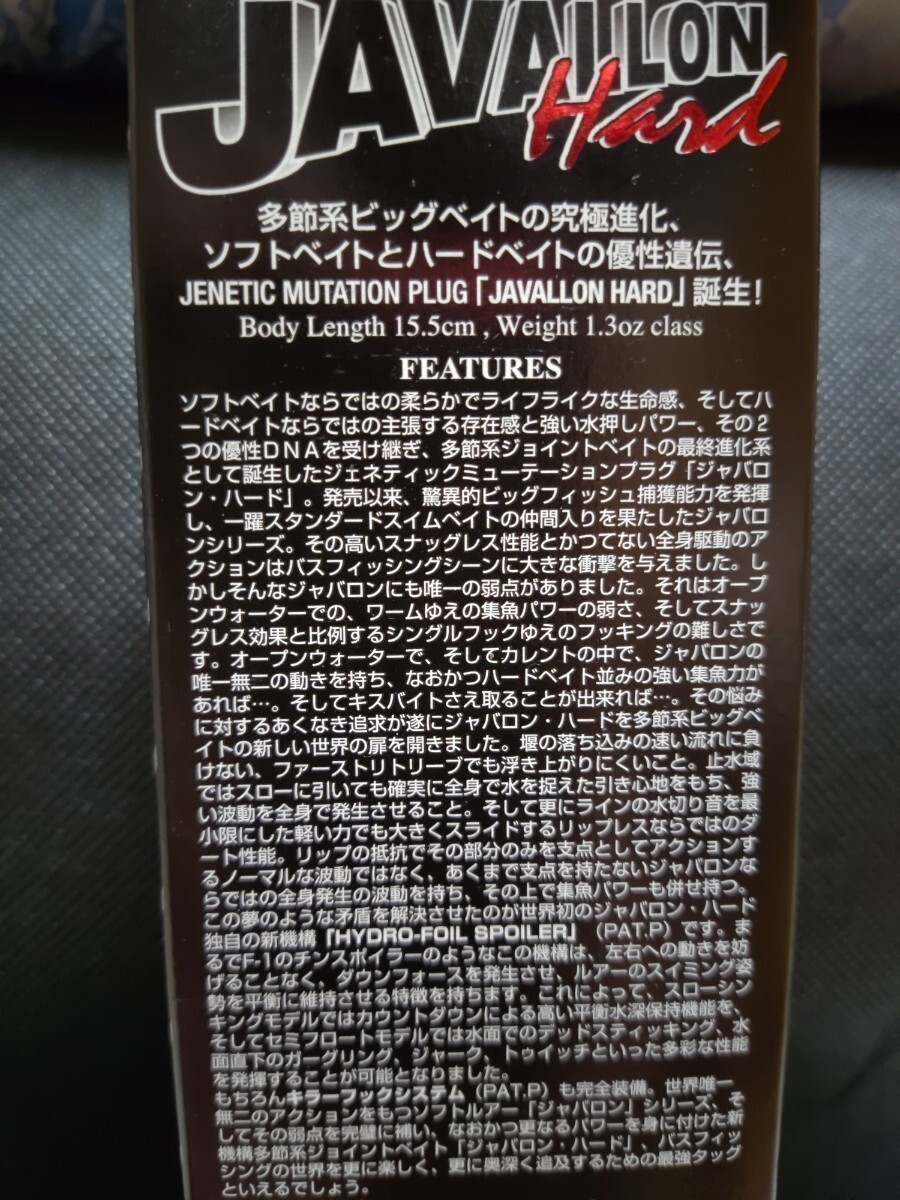 JAVALLON
Hard
多節系ビッグベイトの究極進化、
ソフトベイトとハードベイトの優性遺伝、
JENETIC MUTATION PLUG「JAVALLON HARD」誕生!
Body Length 15.5cm , Weight 1.3oz class
FEATURES
ソフトベイトならではの柔らかでライフライクな生命感、そしてハ
ードベイトならではの主張する存在感と強い水押しパワー、その2
つの優性DNAを受け継ぎ、多節系ジョイントベイトの最終進化系
として誕生したジェネティックミューテーションプラグ「ジャバロ
ン・ハード」。発売以来、驚異的ビッグフィッシュ捕獲能力を発揮
し、一躍スタンダードスイムベイトの仲間入りを果たしたジャバロ
ンシリーズ。その高いスナッグレス性能とかつてない全身駆動のア
クションはバスフィッシングシーンに大きな衝撃を与えました。し
かしそんなジャバロンにも唯一の弱点がありました。それはオープ
ンウォーターでの、ワームゆえの集魚パワーの弱さ、そしてスナッ
グレス効果と比例するシングルフックゆえのフッキングの難しさで
す。オープンウォーターで、そしてカレントの中で、ジャバロンの
唯一無二の動きを持ち、なおかつハードベイト並みの強い集魚力が
あれば…。そしてキスバイトさえ取ることが出来れば…。その悩み
に対するあくなき追求が遂にジャバロン・ハードを多節系ビッグベ
イトの新しい世界の扉を開きました。堰の落ち込みの速い流れに負
けない、ファーストリトリーブでも浮き上がりにくいこと。止水域
ではスローに引いても確実に全身で水を捉えた引き心地をもち、強
い波動を全身で発生させること。そして更にラインの水切り音を最
小限にした軽い力でも大きくスライドするリップレスならではのダ
ート性能。リップの抵抗でその部分のみを支点としてアクションす
るノーマルな波動ではなく、あくまで支点を持たないジャバロンな
らではの全身発生の波動を持ち、その上で集魚パワーも併せ持つ。
この夢のような矛盾を解決させたのが世界初のジャバロン・ハード
独自の新機構「HYDRO-FOIL SPOILER」（PAT.P）です。ま
るでF-1のチンスポイラーのようなこの機構は、左右への動きを妨
げることなく、ダウンフォースを発生させ、ルアーのスイミング姿
勢を平衡に維持させる特徴を持ちます。これによって、スローシン
キングモデルではカウントダウンによる高い平衡水深保持機能を、
そしてセミフロートモデルでは水面でのデッドスティッキング、水
面直下のガーグリング、ジャーク、トゥイッチといった多彩な性能
を発揮することが可能となりました。
もちろんキラーフックシステム（PAT.P）も完全装備。世界唯一
無二のアクションをもつソフトルアー「ジャバロン」シリーズ、そ
してその弱点を完璧に補い、なおかつ更なるパワーを身に付けた新
機構多節系ジョイントベイト「ジャバロン・ハード」、バスフィッ
シングの世界を更に楽しく、更に奥深く追及するための最強タッグ
といえるでしょう。